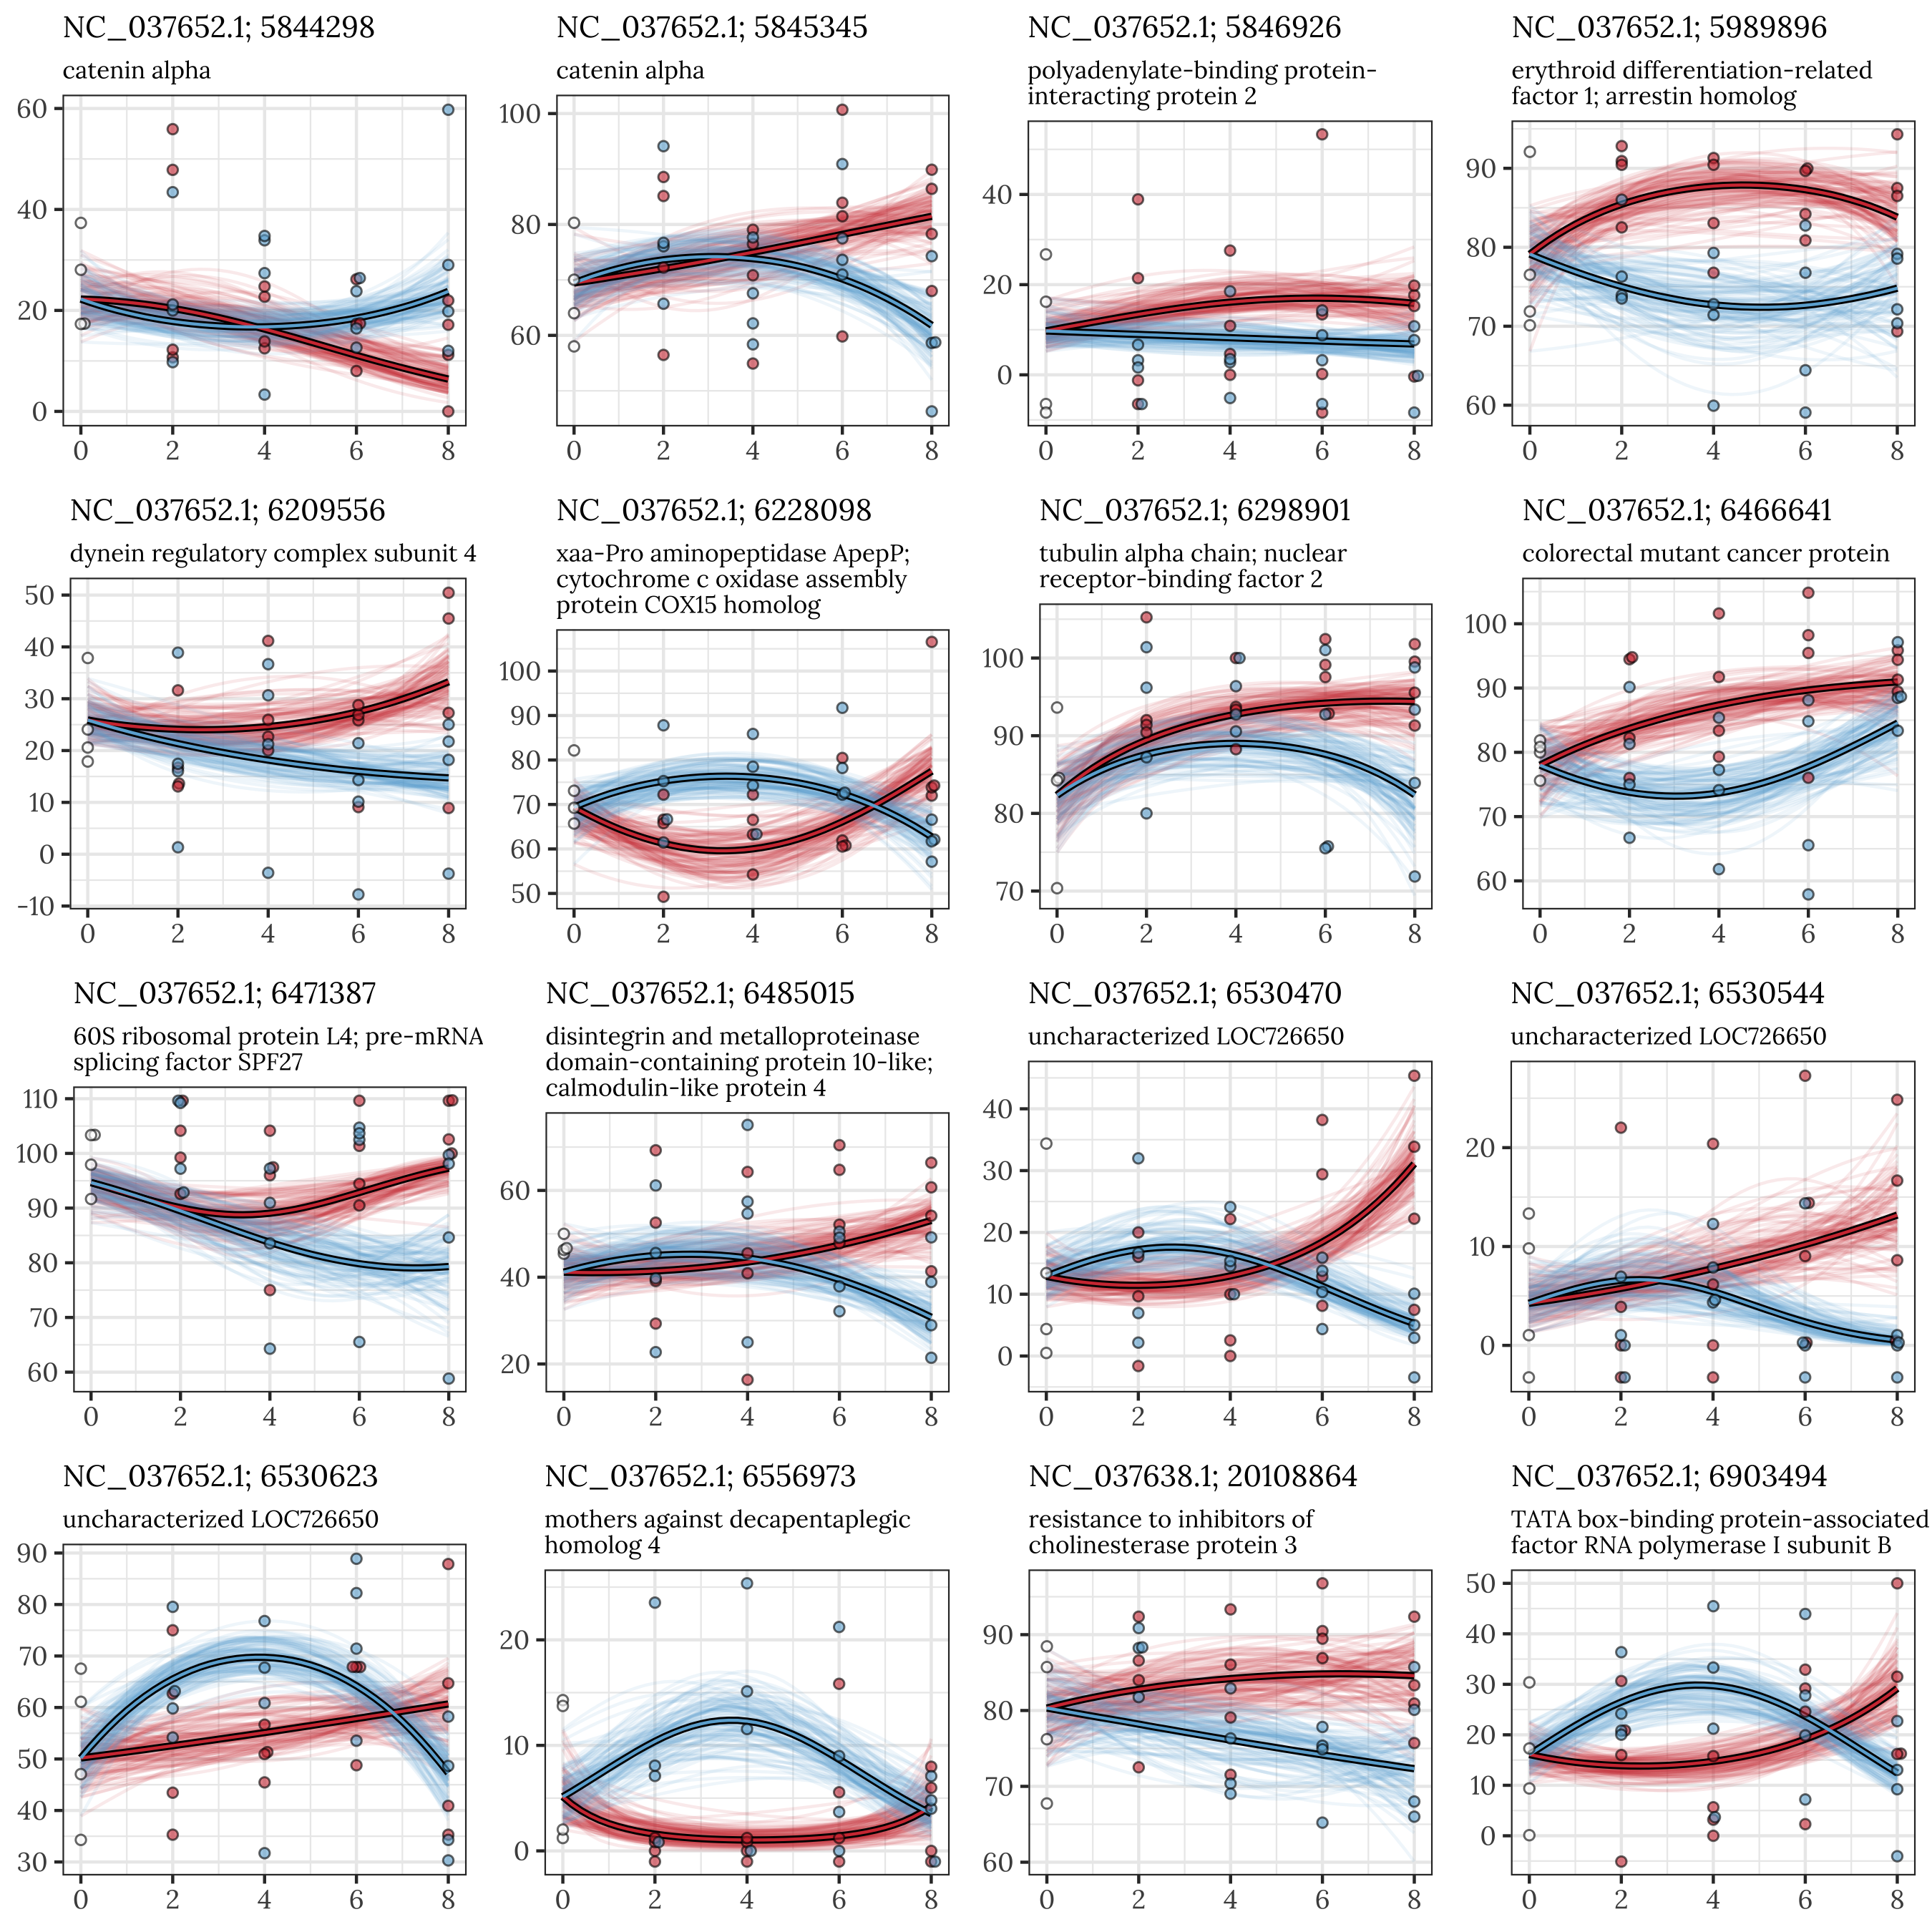 NC_037652.1; 5844298
catenin alpha
60
40
20
0
0 2 4 6 8
NC_037652.1; 5845345
catenin alpha
100
80
60
0 2 4 6 8
NC_037652.1; 5846926
polyadenylate-binding protein-
interacting protein 2
40
20
0
0 2 4 6 8
NC_037652.1; 5989896
erythroid differentiation-related
factor 1; arrestin homolog
90
80
70
60
0 2 4 6 8
NC_037652.1; 6209556
dynein regulatory complex subunit 4
50
40
30
20
10
0
-10
0 2 4 6 8
NC_037652.1; 6228098
xaa-Pro aminopeptidase ApepP;
cytochrome c oxidase assembly
protein COX15 homolog
100
90
80
70
60
50
0 2 4 6 8
NC_037652.1; 6298901
tubulin alpha chain; nuclear
receptor-binding factor 2
100
90
80
70
0 2 4 6 8
NC_037652.1; 6466641
colorectal mutant cancer protein
100
90
80
70
60
0 2 4 6 8
NC_037652.1; 6471387
60S ribosomal protein L4; pre-mRNA
splicing factor SPF27
110
100
90
80
70
60
0 2 4 6 8
NC_037652.1; 6485015
disintegrin and metalloproteinase
domain-containing protein 10-like;
calmodulin-like protein 4
60
40
20
0 2 4 6 8
NC_037652.1; 6530470
uncharacterized LOC726650
40
30
20
10
0
0 2 4 6 8
NC_037652.1; 6530544
uncharacterized LOC726650
20
10
0
0 2 4 6 8
NC_037652.1; 6530623
uncharacterized LOC726650
90
80
70
60
50
40
30
0 2 4 6 8
NC_037652.1; 6556973
mothers against decapentaplegic
homolog 4
20
10
0
0 2 4 6 8
NC_037638.1; 20108864
resistance to inhibitors of
cholinesterase protein 3
90
80
70
60
0 2 4 6 8
NC_037652.1; 6903494
TATA box-binding protein-associated
factor RNA polymerase I subunit B
50
40
30
20
10
0
0 2 4 6 8